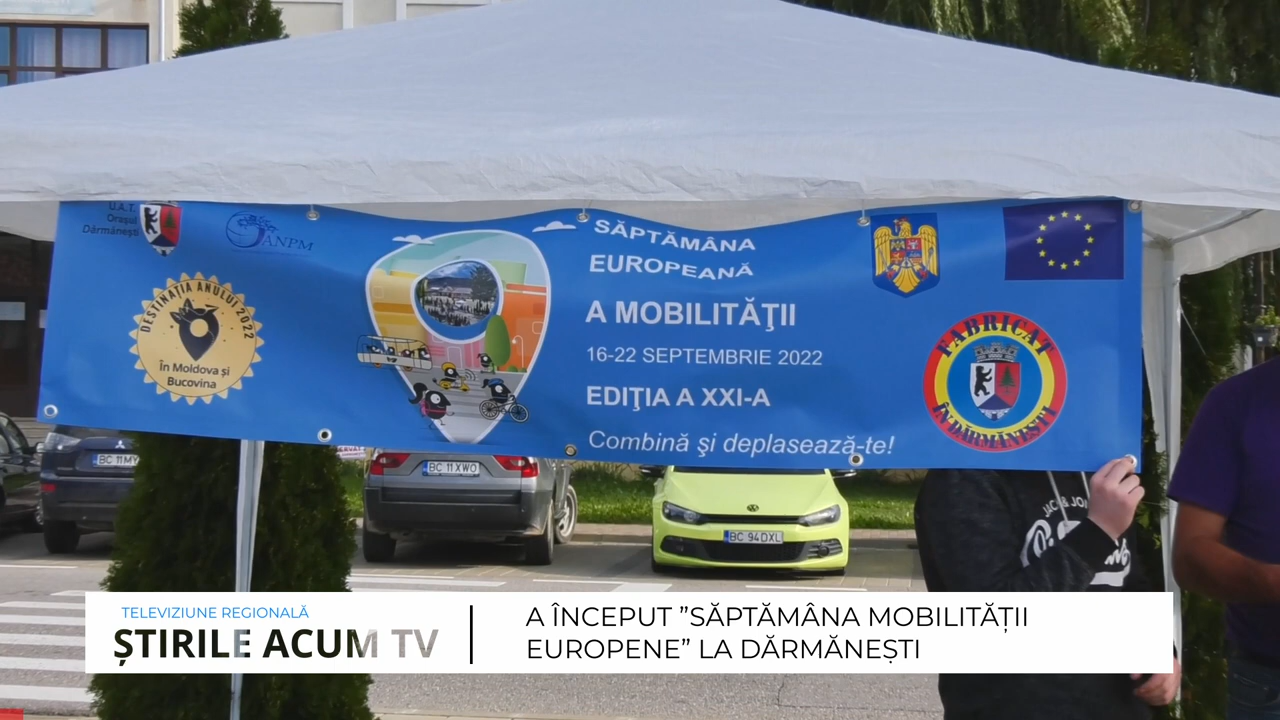 U.A.T.
Orașul
Dărmănești
ANPM
DESTINAȚIA ANULUI 2022
În Moldova și
Bucovina
SĂPTĂMÂNA
EUROPEANĂ
A MOBILITĂŢII
16-22 SEPTEMBRIE 2022
EDIŢIA A XXI-A
Combină şi deplasează-te!
FABRICAT
ÎN DĂRMĂNEȘTI
BC 11 MY
BC 11 XWO
BC 94 DXL
JACK & JON
TELEVIZIUNE REGIONALĂ
ȘTIRILE ACUM TV
A ÎNCEPUT ”SĂPTĂMÂNA MOBILITĂȚII
EUROPENE” LA DĂRMĂNEȘTI